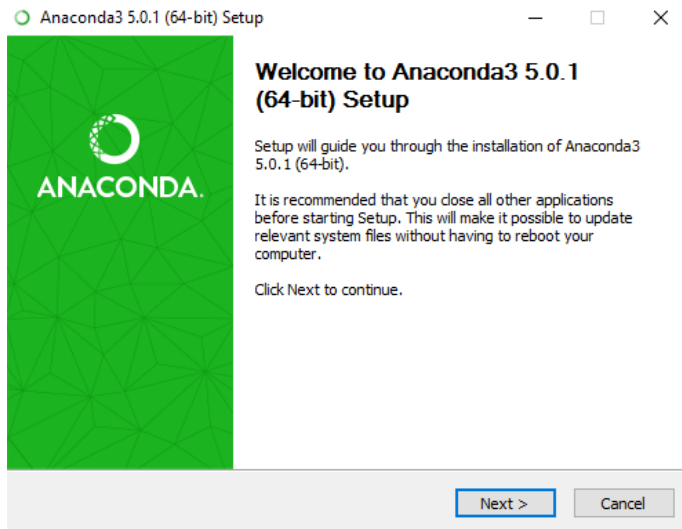 Anaconda3 5.0.1 (64-bit) Setup
ANACONDA.
Welcome to Anaconda3 5.0.1
(64-bit) Setup
Setup will guide you through the installation of Anaconda3
5.0.1 (64-bit).
It is recommended that you close all other applications
before starting Setup. This will make it possible to update
relevant system files without having to reboot your
computer.
Click Next to continue.
Next >
Cancel